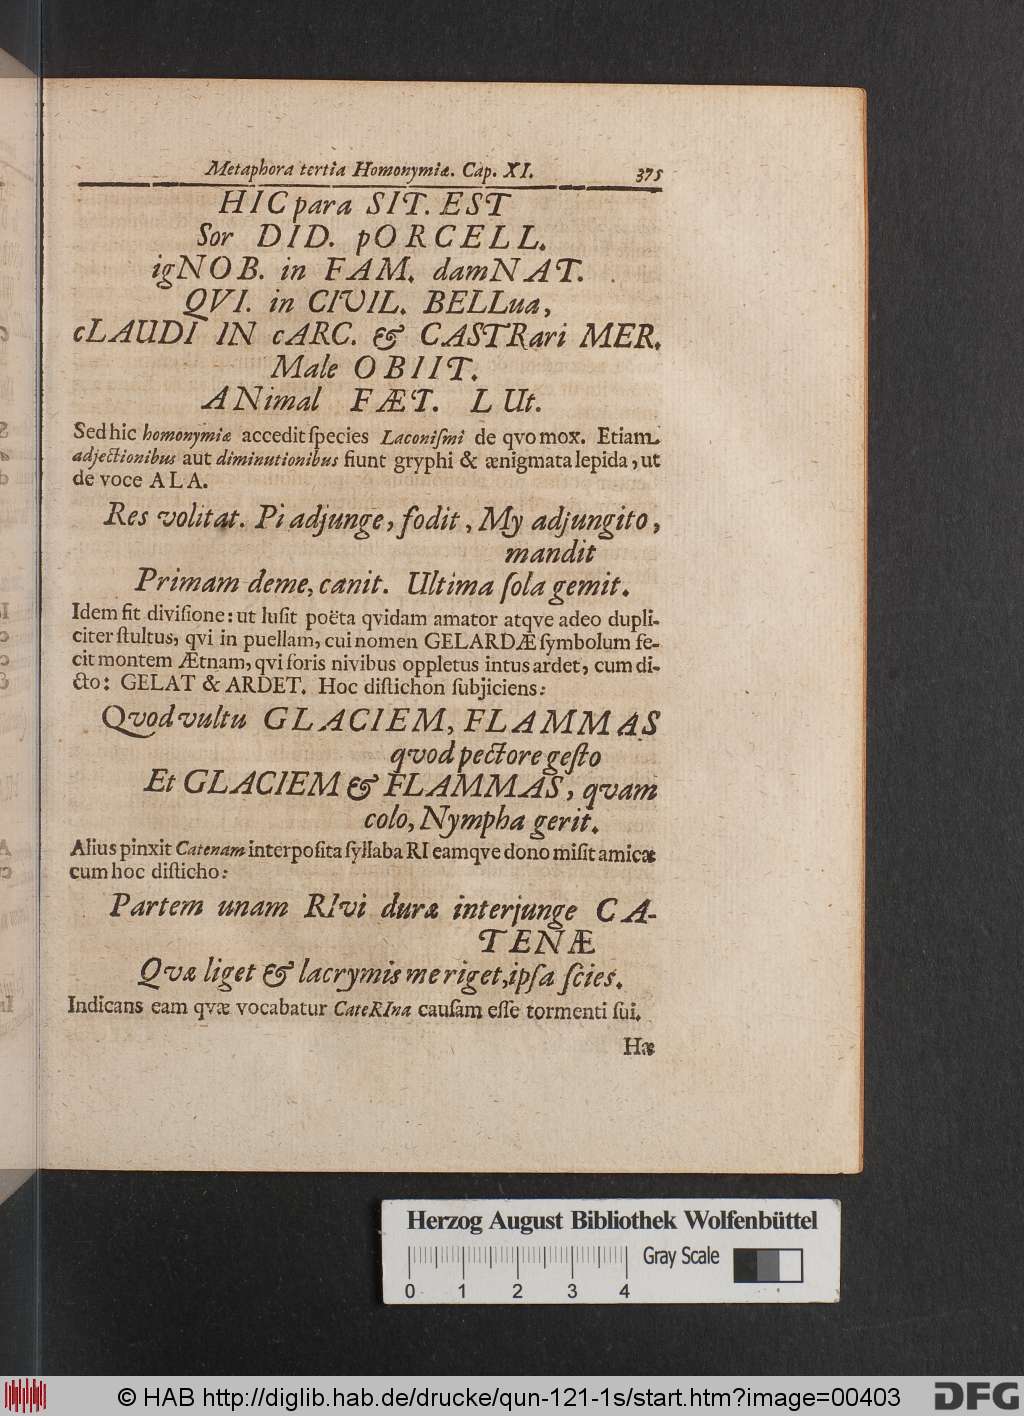 Metaphora tertia Homonymiæ. Cap. XI. 375
HIC para SIT. EST
Sor DID. pORCELL.
igNOB. in FAM. damNAT.
QVI. in CIVIL. BELLua,
cLAUDI IN cARC. & CASTRari MER.
Male OBIIT.
ANimal FÆT. L Ut.
Sed hic homonymiæ accedit ſpecies Laconiſmi de qvo mox. Etiam
adjectionibus aut diminutionibus fiunt gryphi & ænigmata lepida, ut
de voce ALA.
Res volitat. Pi adjunge, fodit, My adjungito,
mandit
Primam deme, canit. Ultima ſola gemit.
Idem fit diviſione: ut luſit poëta qvidam amator atqve adeo dupli-
citer ſtultus, qvi in puellam, cui nomen GELARDÆ ſymbolum fe-
cit montem Ætnam, qvi foris nivibus oppletus intus ardet, cum di-
cto: GELAT & ARDET. Hoc diſtichon ſubjiciens:
Qvod vultu GLACIEM, FLAMMAS
qvod pectore geſto
Et GLACIEM & FLAMMAS, qvam
colo, Nympha gerit.
Alius pinxit Catenam interpoſita ſyllaba RI eamqve dono miſit amicæ
cum hoc diſticho:
Partem unam RIvi duræ interjunge CA-
TENÆ
Qvæ liget & lacrymis me riget, ipſa ſcies.
Indicans eam qvæ vocabatur CateRIna cauſam eſſe tormenti ſui.
Hæ
Herzog August Bibliothek Wolfenbüttel
Gray Scale
0 1 2 3 4
© HAB http://diglib.hab.de/drucke/qun-121-1s/start.htm?image=00403
DFG